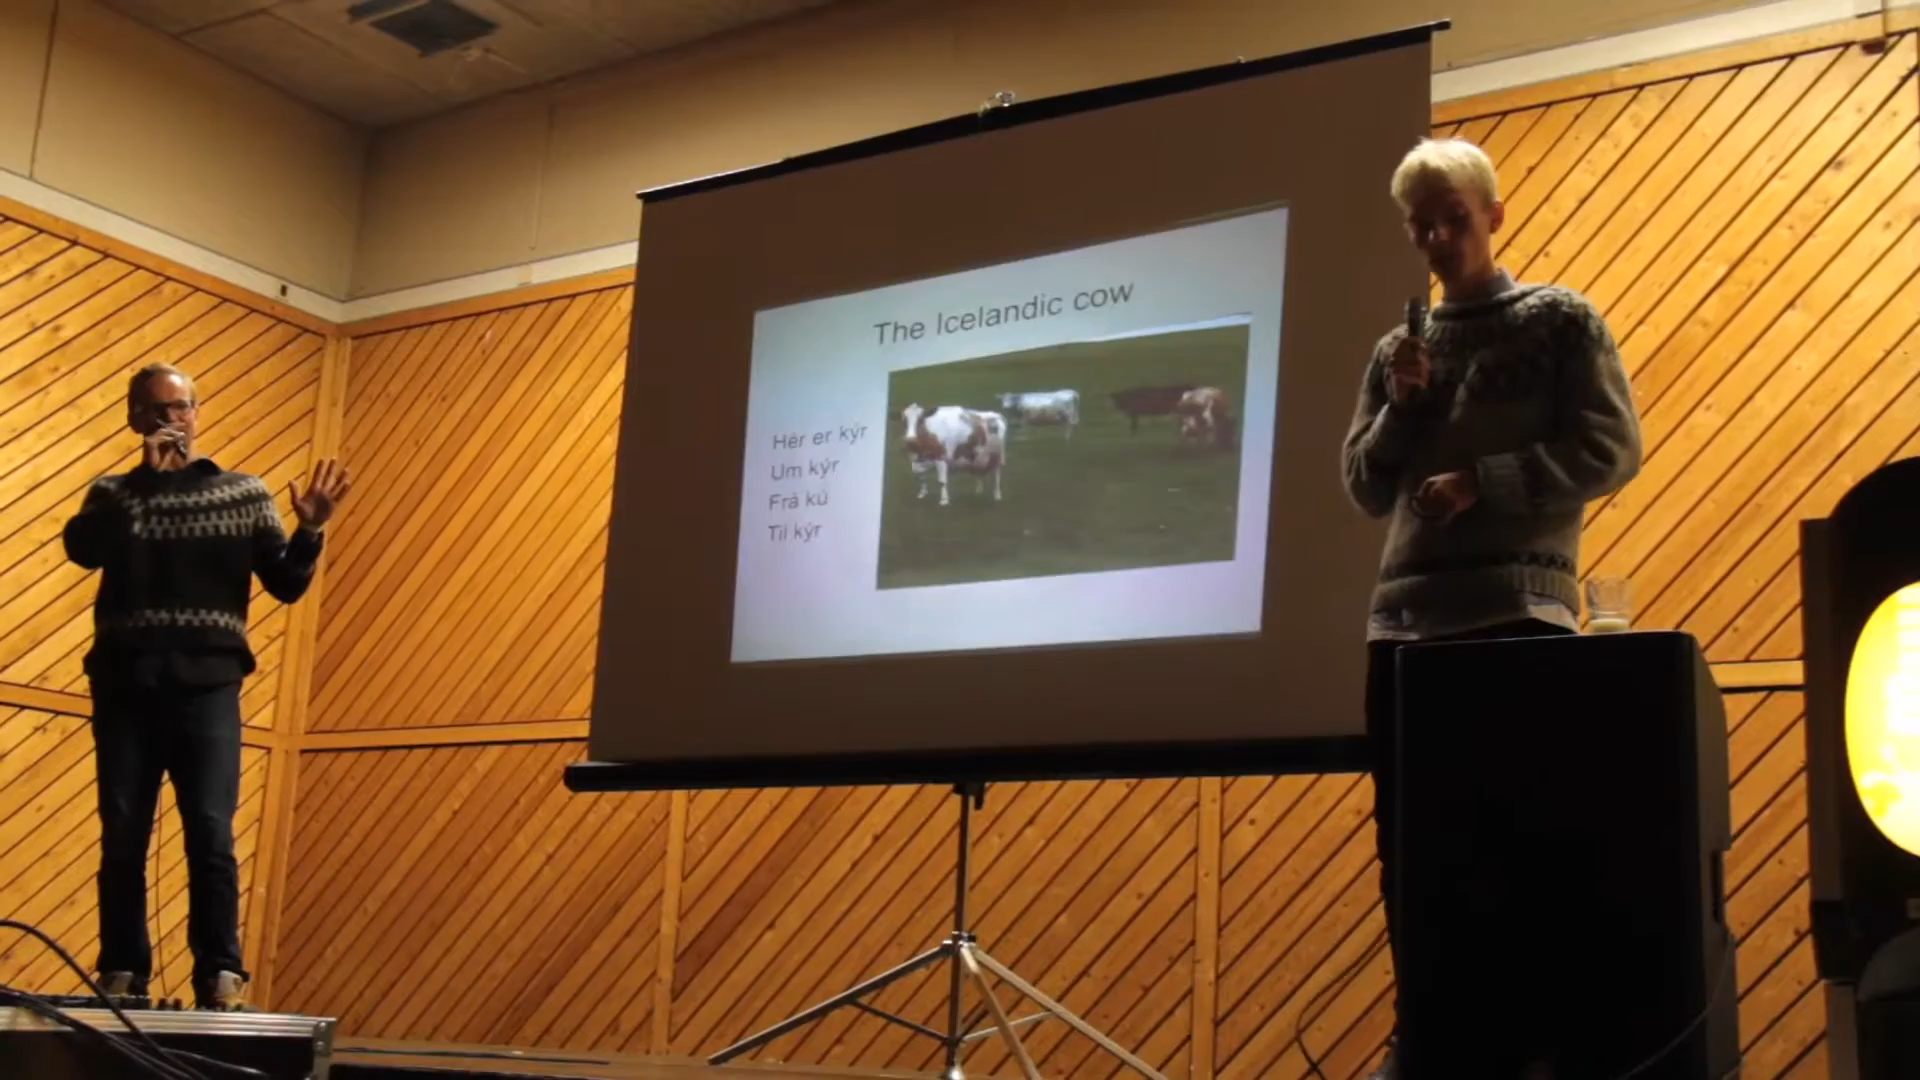 The Icelandic cow
Hér er kýr
Um kýr
Frá kú
Til kýr